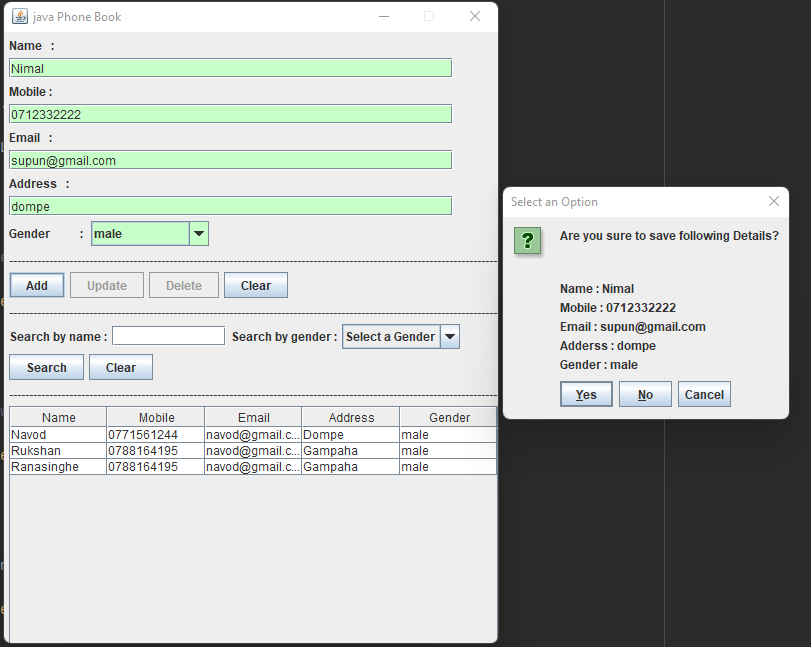 java Phone Book
Name :
Nimal
Mobile :
0712332222
Email :
supun@gmail.com
Address :
dompe
Gender : male
Add Update Delete Clear
Search by name : Search by gender : Select a Gender
Search Clear
Name Mobile Email Address Gender
Navod 0771561244 navod@gmail.c... Dompe male
Rukshan 0788164195 navod@gmail.c... Gampaha male
Ranasinghe 0788164195 navod@gmail.c... Gampaha male
Select an Option
?
Are you sure to save following Details?
Name : Nimal
Mobile : 0712332222
Email : supun@gmail.com
Adderss : dompe
Gender : male
Yes No Cancel